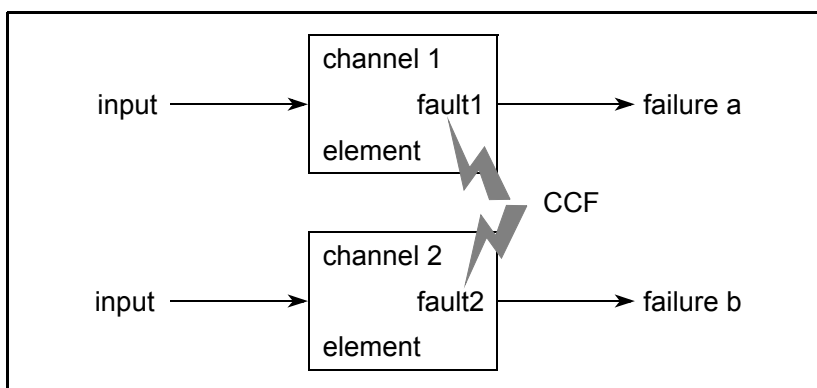 channel 1
input
fault1
failure a
element
CCF
channel 2
input
fault2
failure b
element